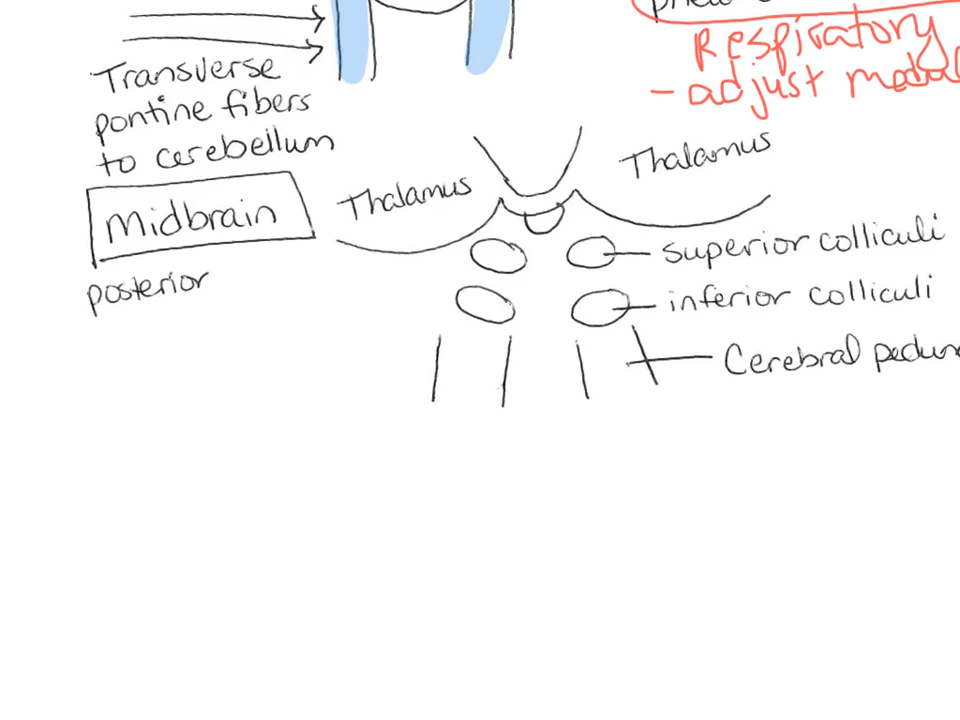 Respiratory
- adjust
Transverse
pontine fibers
to cerebellum
Thalamus
Thalamus
Midbrain
posterior
superior colliculi
inferior colliculi
Cerebral